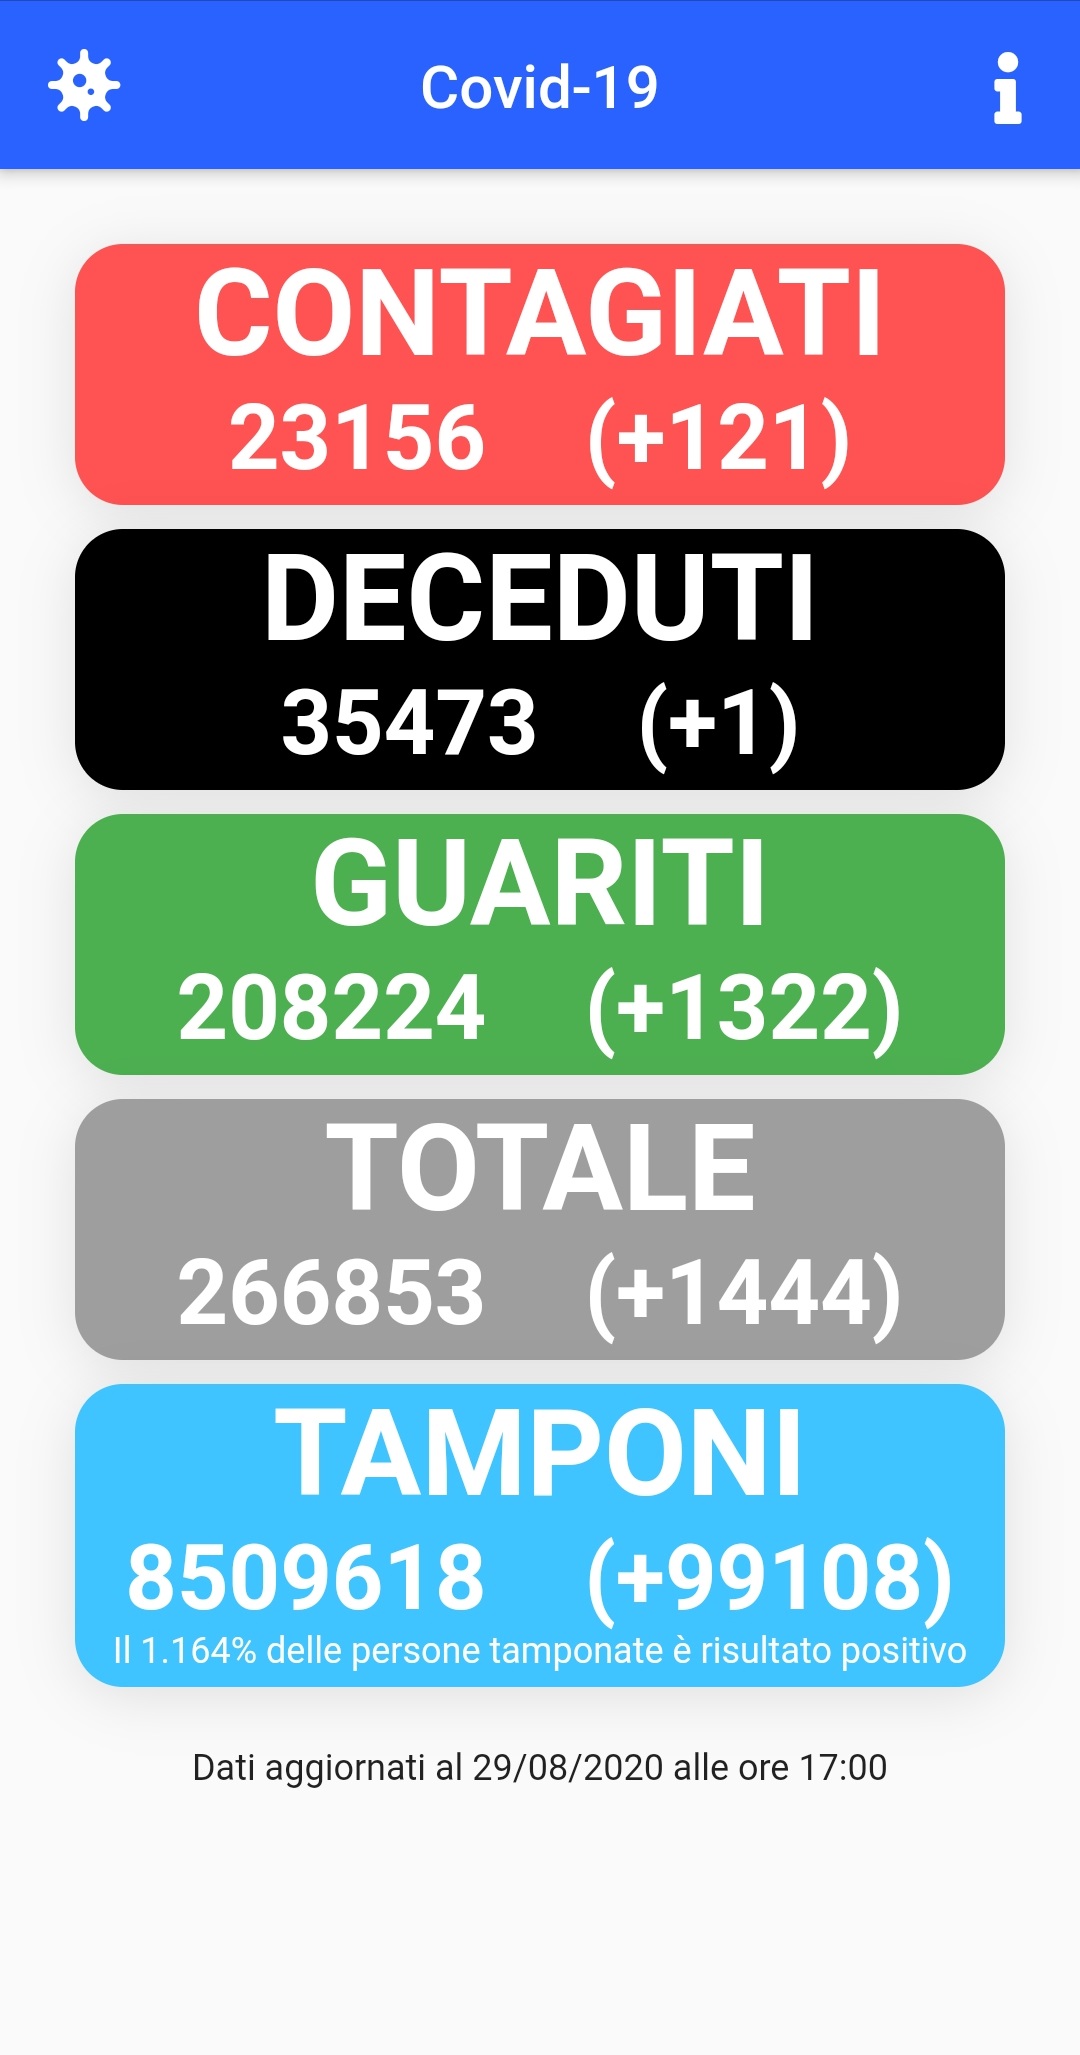 Covid-19
CONTAGIATI
23156 (+121)
DECEDUTI
35473 (+1)
GUARITI
208224 (+1322)
TOTALE
266853 (+1444)
TAMPONI
8509618 (+99108)
Il 1.164% delle persone tamponate è risultato positivo
Dati aggiornati al 29/08/2020 alle ore 17:00